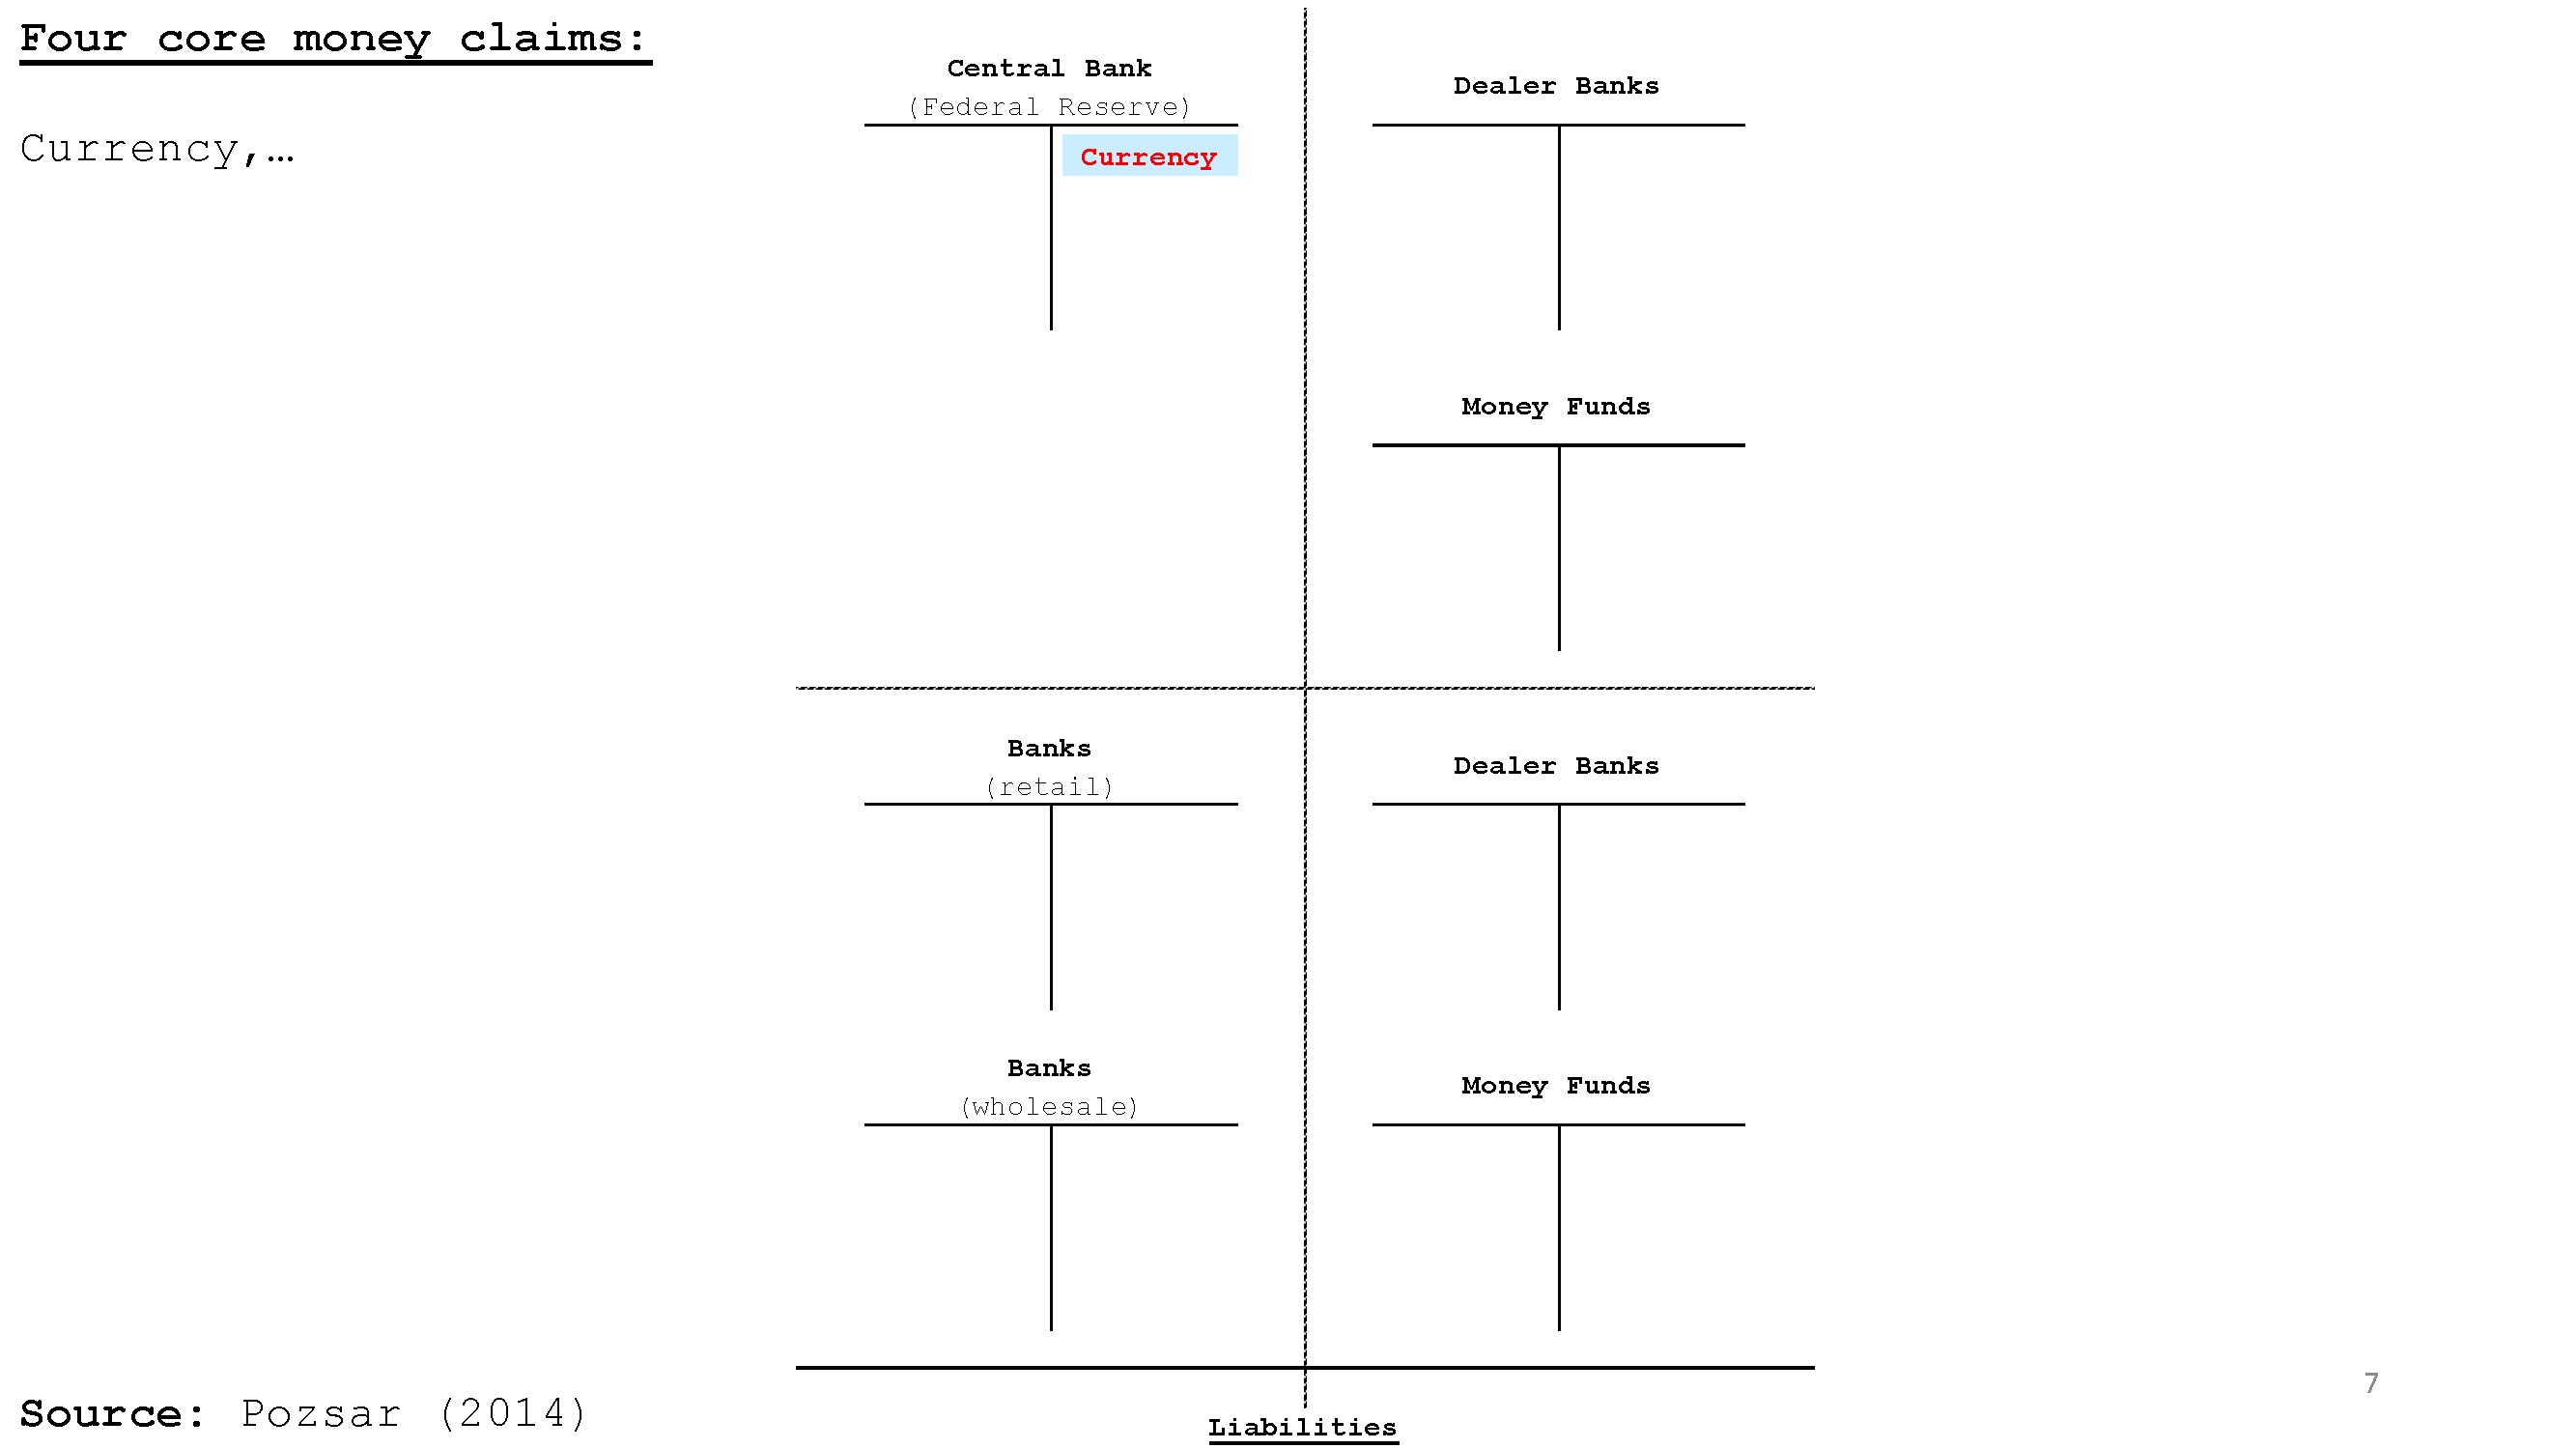 Four core money claims:
Currency,…
Central Bank
(Federal Reserve)
Currency
Dealer Banks
Money Funds
Banks
(retail)
Dealer Banks
Banks
(wholesale)
Money Funds
Source: Pozsar (2014)
Liabilities
7